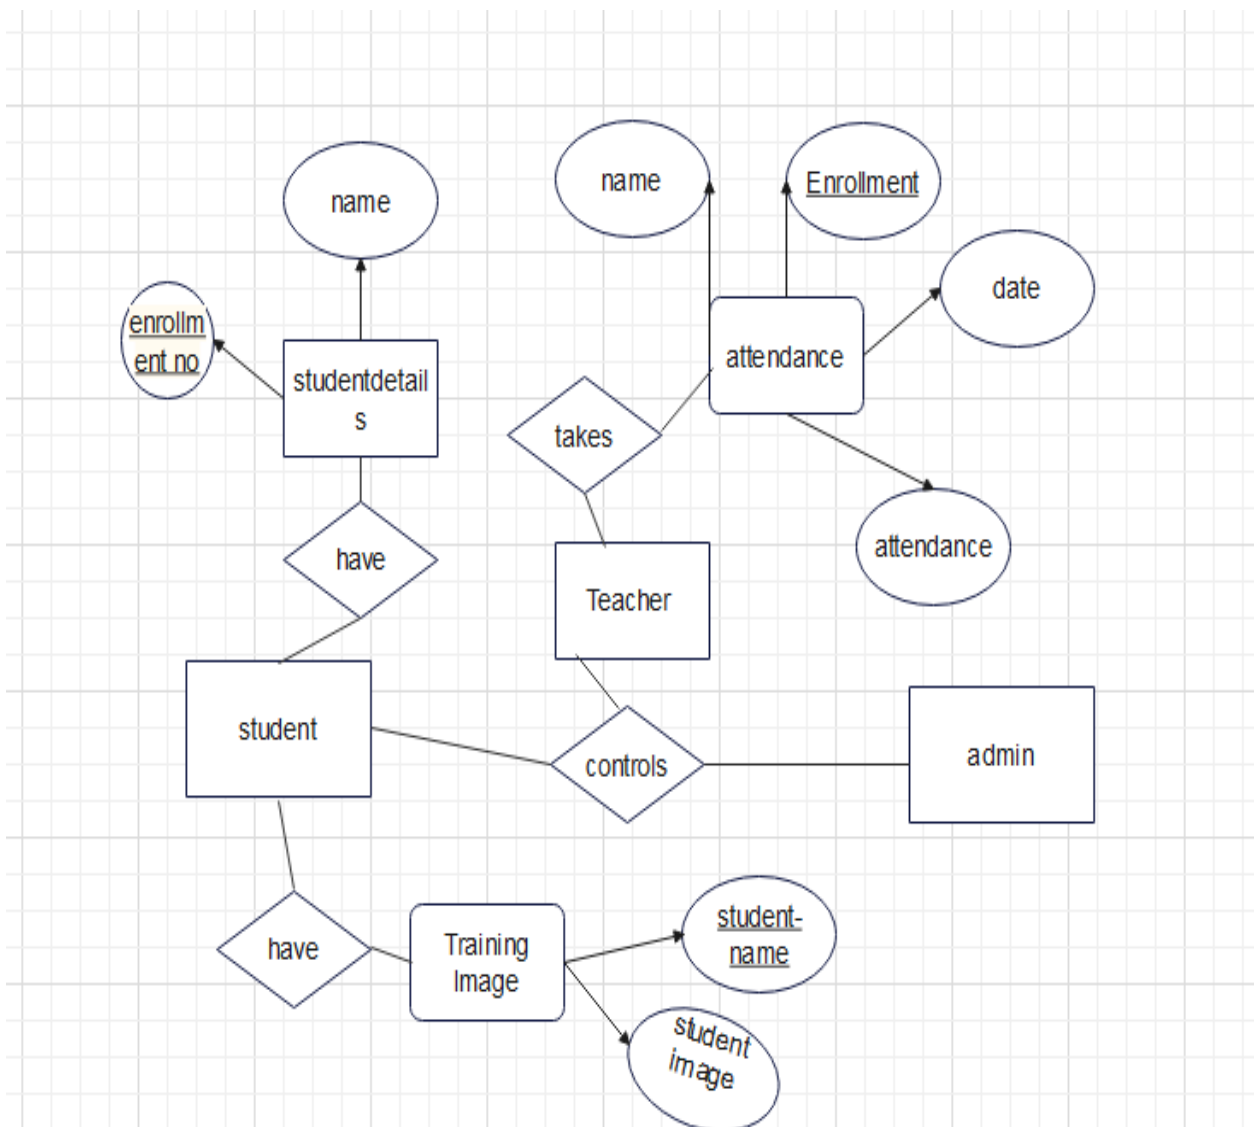 name
Enrollment
name
date
enrollm
ent no
attendance
studentdetail
s
takes
attendance
have
Teacher
student
admin
controls
student-
name
Training
Image
have
student
image